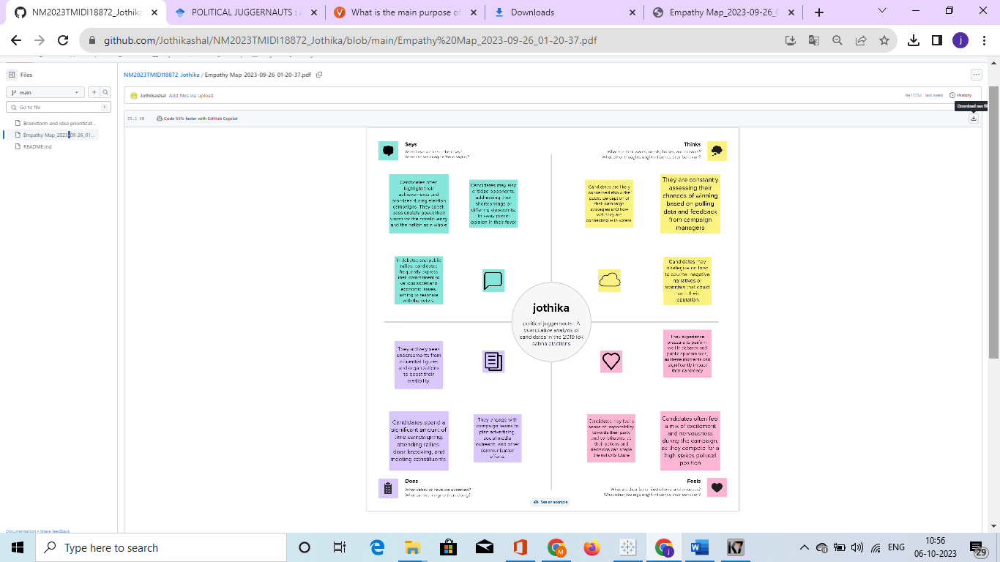 NM2023TMIDI18872_Jothika
POLITICAL JUGGERNAUTS : A
What is the main purpose of
Downloads
Empathy Map_2023-09-26_0
github.com/Jothikashal/NM2023TMIDI18872_Jothika/blob/main/Empathy%20Map_2023-09-26_01-20-37.pdf
j
Files
main
Go to file
t
Brainstorm and idea prioritizat...
Empathy Map_2023-09-26_01...
README.md
NM2023TMIDI18872_Jothika / Empathy Map_2023-09-26_01-20-37.pdf
Jothikashal Add files via upload
8a11752 · last week
History
Download raw fil
25.1 KB
Code 55% faster with GitHub Copilot
Says
What have we heard them say?
What can we imagine them saying?
Thinks
What are their wants, needs, hopes, and dreams?
What other thoughts might influence their behavior?
Candidates often
highlight their
achievements and
promises during election
campaigns. They speak
passionately about their
vision for the constituency
and the nation as a whole
Candidates may also
criticize opponents,
addressing their
shortcomings or
differing viewpoints,
to sway public
opinion in their favor
Candidates are likely
concerned about the
public perception of
their campaign
strategies and how
well they are
connecting with voters.
They are constantly
assessing their
chances of winning
based on polling
data and feedback
from campaign
managers
In debates and public
rallies, candidates
frequently express
their commitment to
various social and
economic issues,
aiming to resonate
with the voters
Candidates may
strategize on how
to counter negative
narratives or
scandals that could
harm their
reputation.
jothika
political juggernauts : A
quantitative analysis of
candidates in the 2019 lok
sabha elections
They actively seek
endorsements from
influential figures
and organizations
to boost their
credibility
They experience
pressure to perform
well in debates and
public appearances,
as these moments can
significantly impact
their candidacy
Candidates spend a
significant amount of
time campaigning,
attending rallies,
door knocking, and
meeting constituents.
They engage with
campaign teams to
plan advertising,
social media
outreach, and other
communication
efforts.
Candidates may feel a
sense of responsibility
towards their party
and constituents, as
their actions and
decisions can shape
the nation's future
Candidates often feel
a mix of excitement
and nervousness
during the campaign,
as they compete for a
high stakes political
position
Does
What behavior have we observed?
What can we imagine them doing?
Feels
What are their fears, frustrations, and anxieties?
What other feelings might influence their behavior?
See an example
Documentation • Share feedback
Type here to search
M
j
W
K7
ENG
10:56
06-10-2023
29